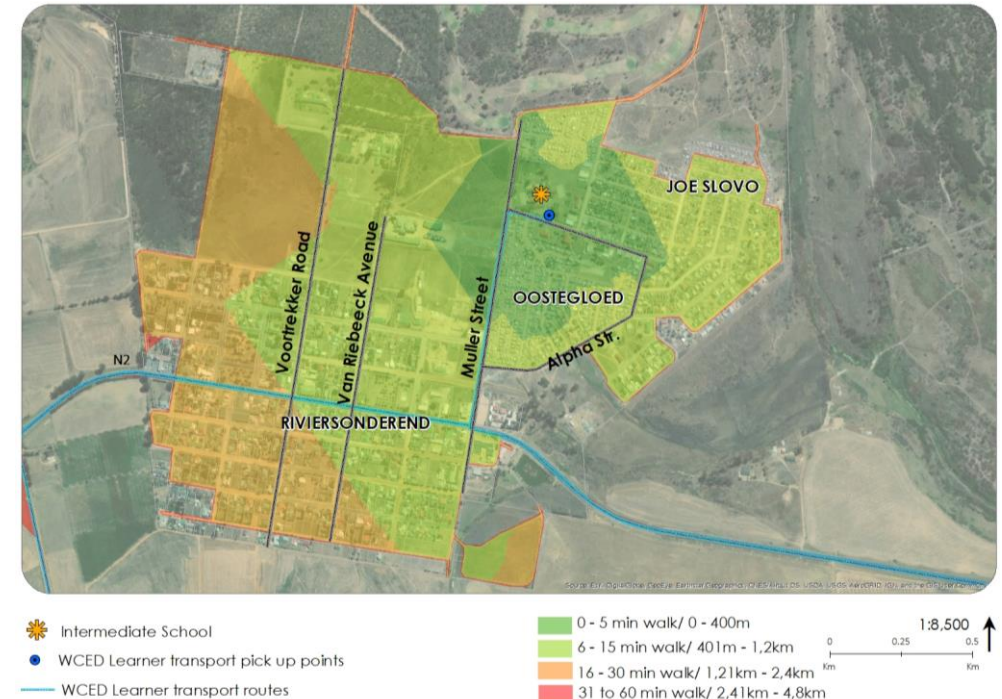 JOE SLOVO
OOSTEGLOED
Voortrekker Road
Van Riebeeck Avenue
Muller Street
Alpha Str.
N2
RIVIERSONDEREND
Intermediate School
WCED Learner transport pick up points
WCED Learner transport routes
0 - 5 min walk/ 0 - 400m
6 - 15 min walk/ 401m - 1,2km
16 - 30 min walk/ 1,21km - 2,4km
31 to 60 min walk/ 2,41km - 4,8km
1:8,500
0 0.25 0.5
Km Km